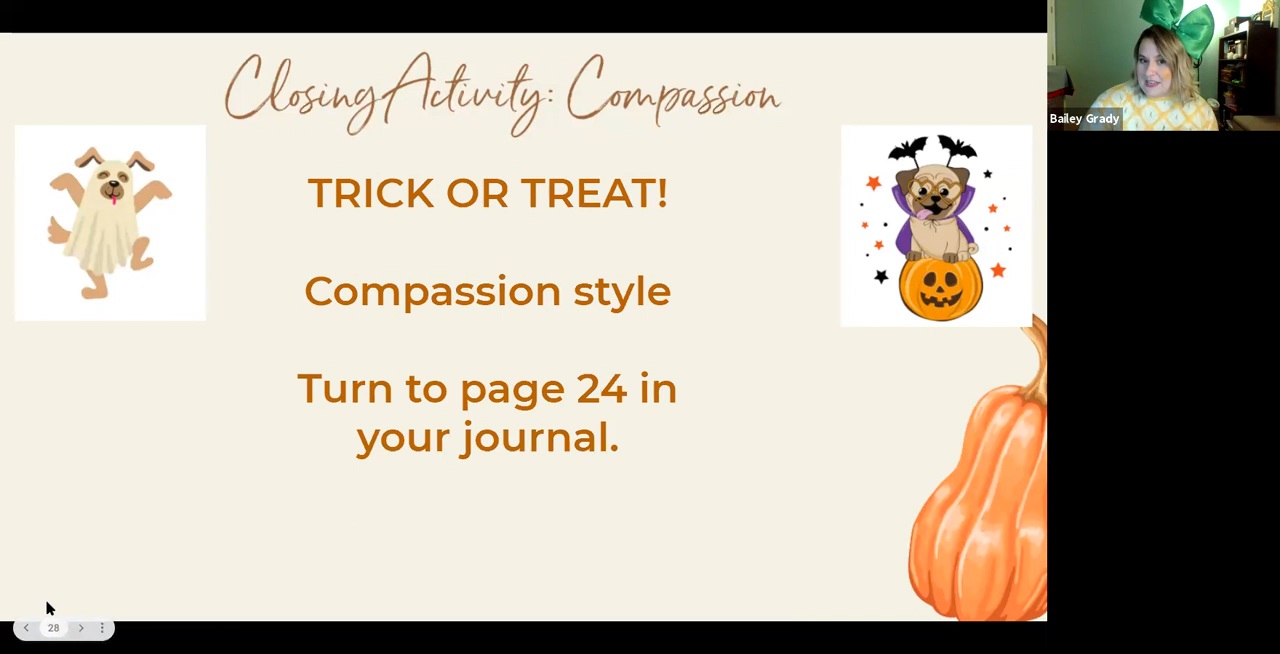 Closing Activity: Compassion
TRICK OR TREAT!
Compassion style
Turn to page 24 in
your journal.
Bailey Grady
28